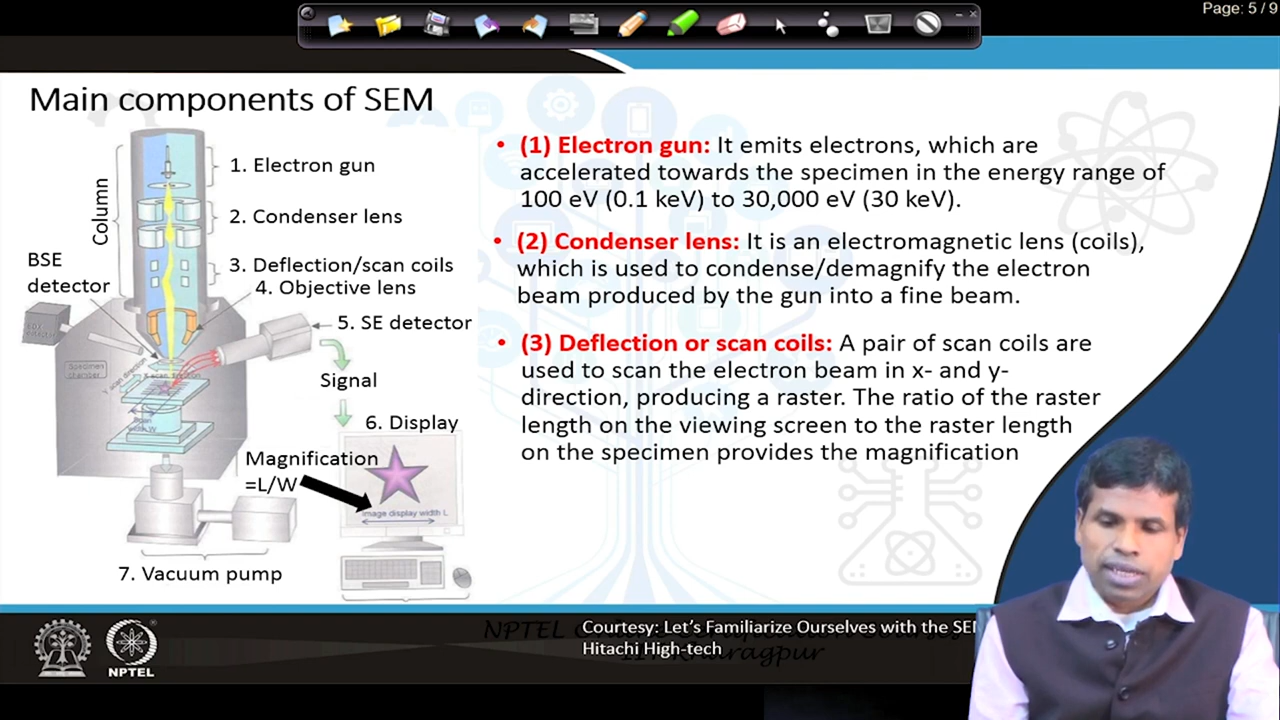 Page: 5 / 9
Main components of SEM
Column
1. Electron gun
2. Condenser lens
3. Deflection/scan coils
4. Objective lens
BSE
detector
5. SE detector
Specimen
chamber
Signal
6. Display
Magnification
=L/W
Image display width L
7. Vacuum pump
• (1) Electron gun: It emits electrons, which are
accelerated towards the specimen in the energy range of
100 eV (0.1 keV) to 30,000 eV (30 keV).
• (2) Condenser lens: It is an electromagnetic lens (coils),
which is used to condense/demagnify the electron
beam produced by the gun into a fine beam.
• (3) Deflection or scan coils: A pair of scan coils are
used to scan the electron beam in x- and y-
direction, producing a raster. The ratio of the raster
length on the viewing screen to the raster length
on the specimen provides the magnification
NPTEL
Courtesy: Let's Familiarize Ourselves with the SEM
Hitachi High-tech